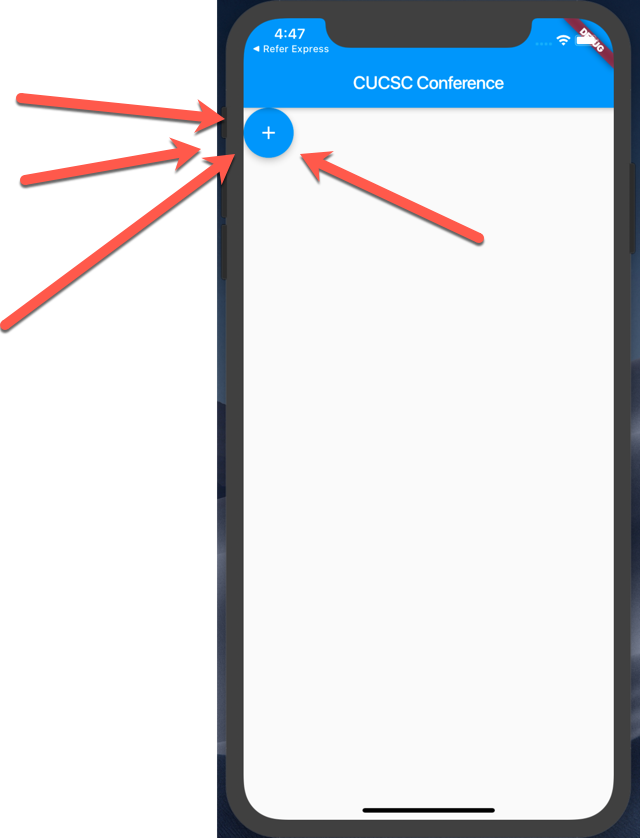 4:47
◀ Refer Express
DEBUG
CUCSC Conference
+